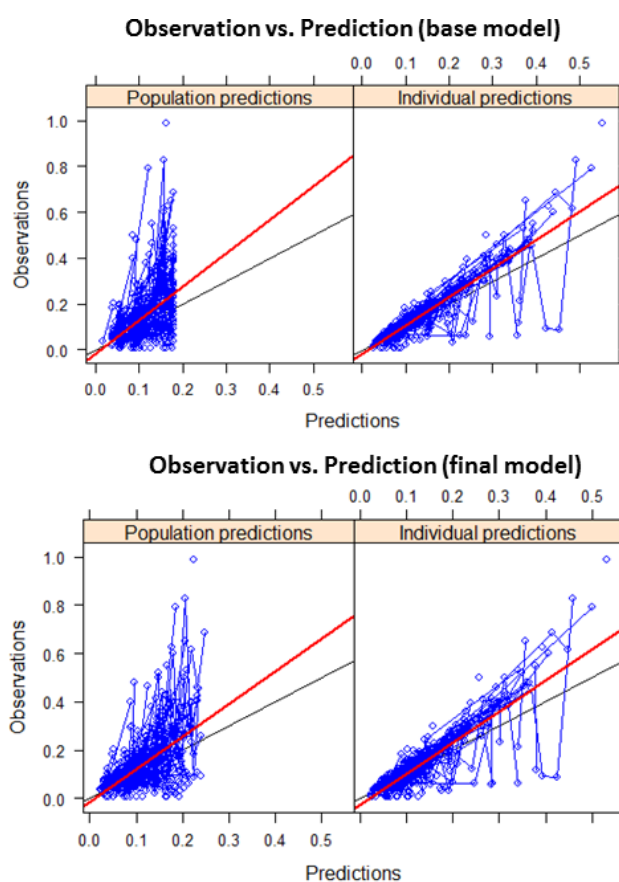 Observation vs. Prediction (base model)
0.0 0.1 0.2 0.3 0.4 0.5
Population predictions Individual predictions
1.0
0.8
0.6
0.4
0.2
0.0
Observations
0.0 0.1 0.2 0.3 0.4 0.5
Predictions
Observation vs. Prediction (final model)
0.0 0.1 0.2 0.3 0.4 0.5
Population predictions Individual predictions
1.0
0.8
0.6
0.4
0.2
0.0
Observations
0.0 0.1 0.2 0.3 0.4 0.5
Predictions